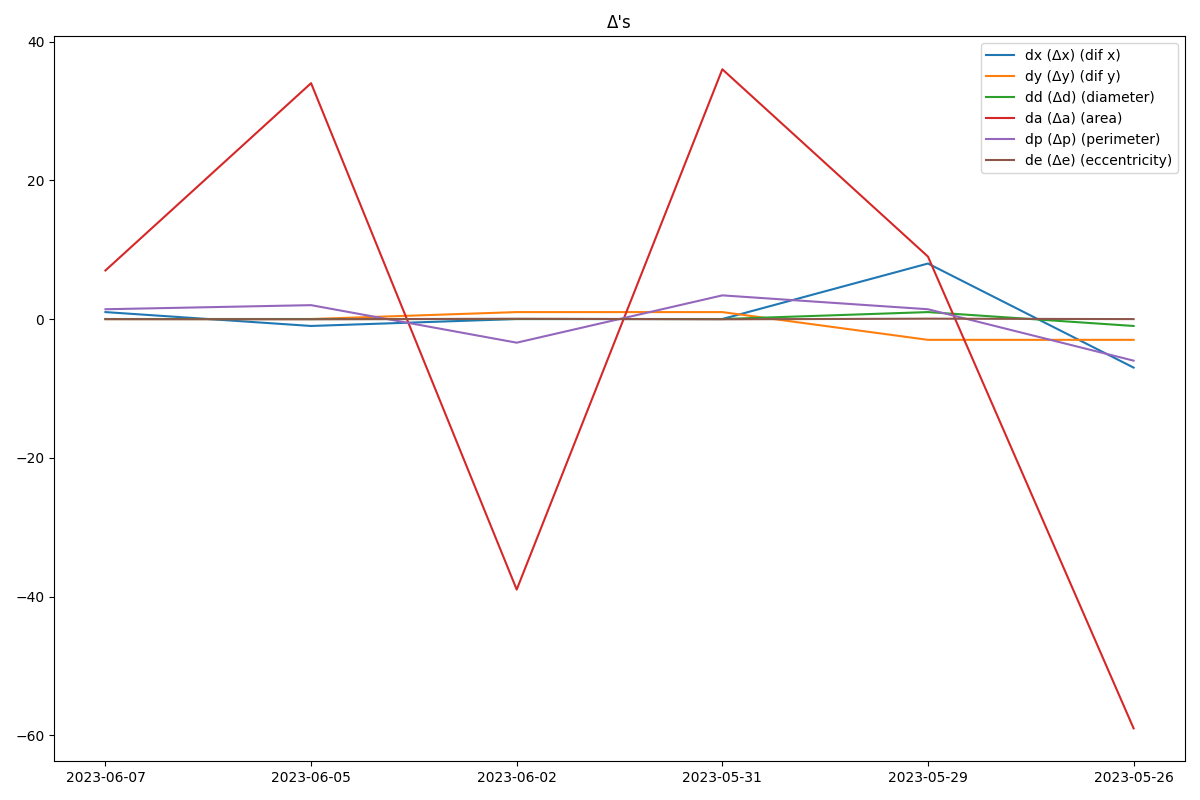 Δ's
dx (Δx) (dif x)
dy (Δy) (dif y)
dd (Δd) (diameter)
da (Δa) (area)
dp (Δp) (perimeter)
de (Δe) (eccentricity)
40
20
0
−20
−40
−60
2023-06-07 2023-06-05 2023-06-02 2023-05-31 2023-05-29 2023-05-26